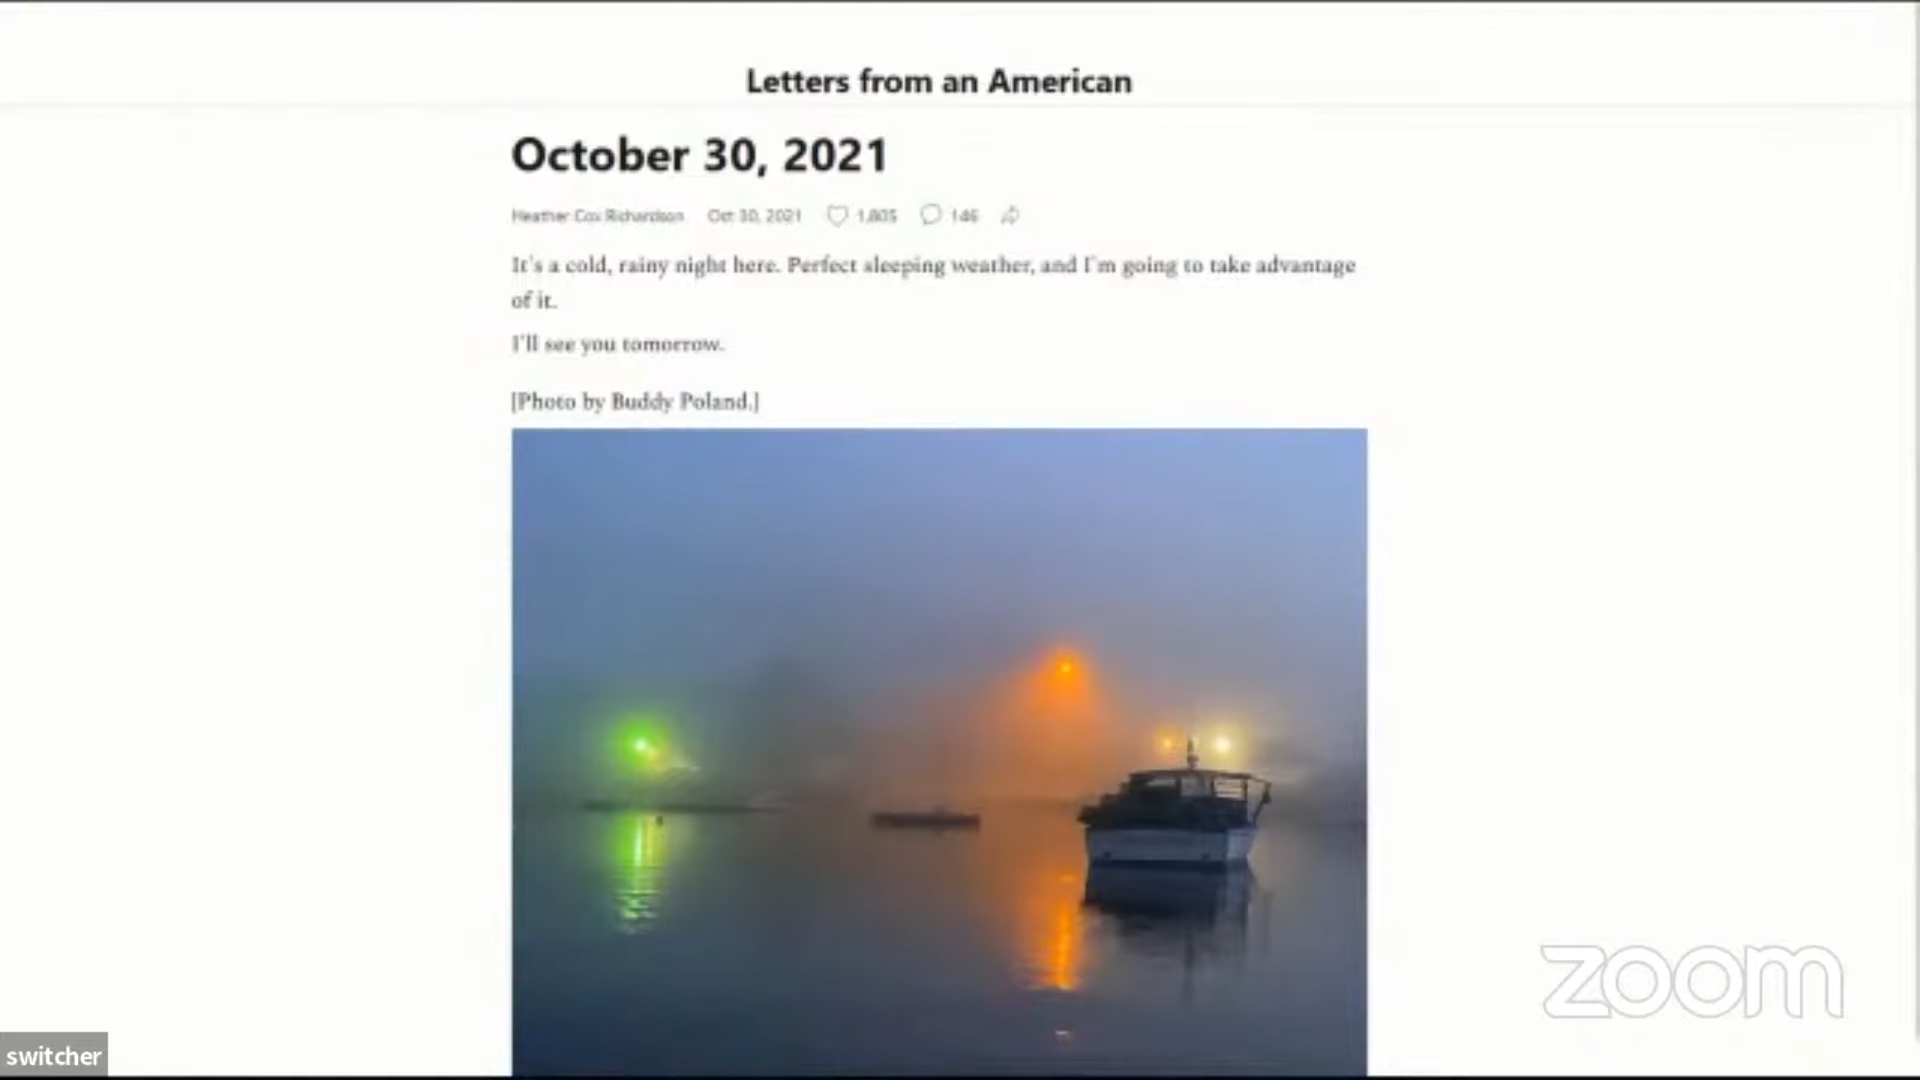 Letters from an American
October 30, 2021
Heather Cox Richardson Oct 30, 2021 1,805 146
It's a cold, rainy night here. Perfect sleeping weather, and I'm going to take advantage
of it.
I'll see you tomorrow.
[Photo by Buddy Poland.]
zoom
switcher